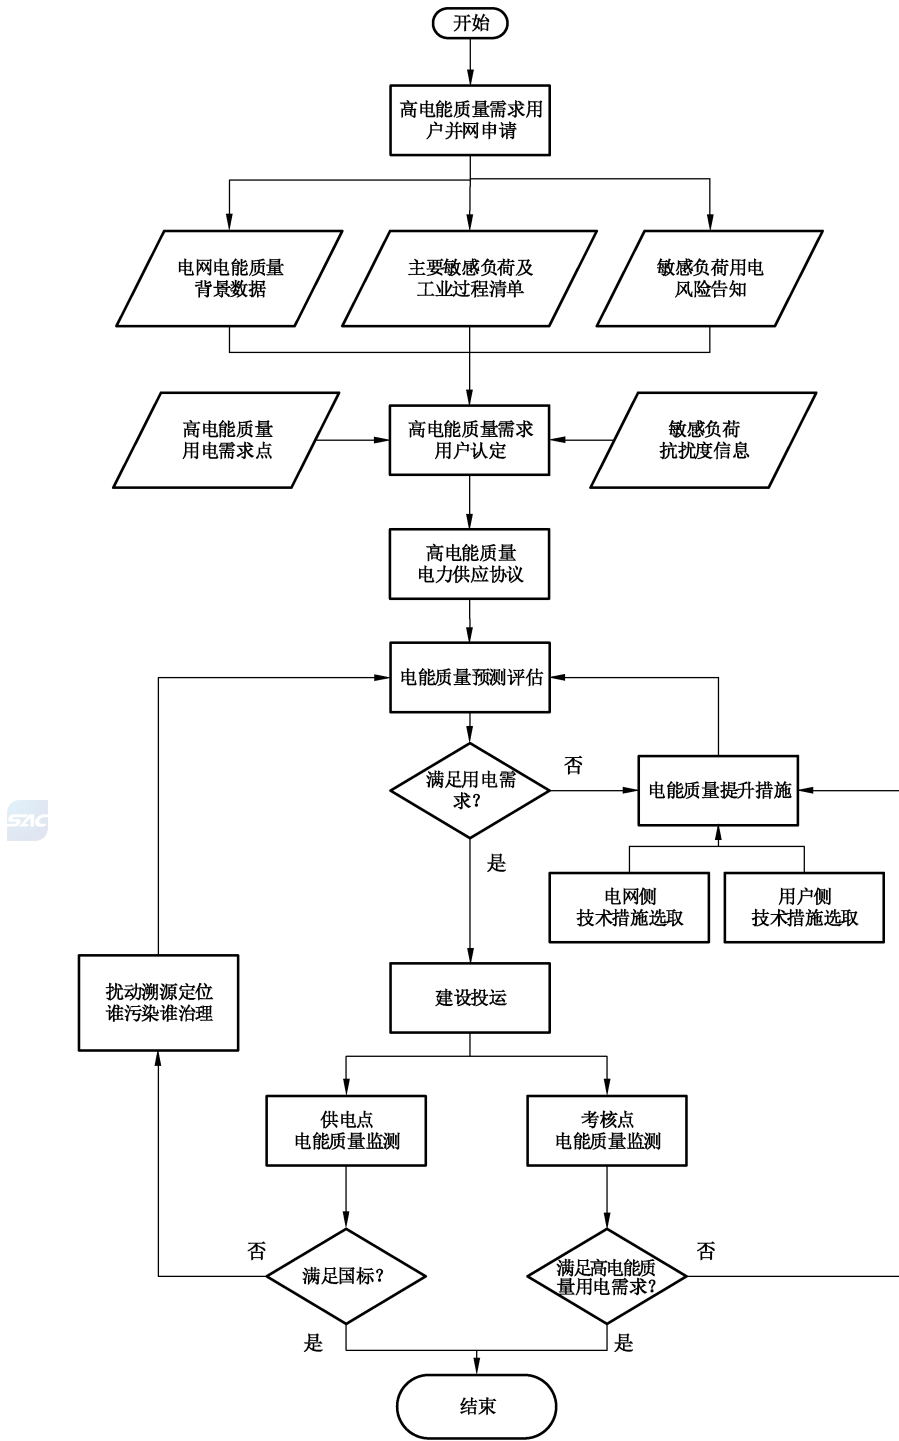 开始
高电能质量需求用
户并网申请
电网电能质量
背景数据
主要敏感负荷及
工业过程清单
敏感负荷用电
风险告知
高电能质量
用电需求点
高电能质量需求
用户认定
敏感负荷
抗扰度信息
高电能质量
电力供应协议
电能质量预测评估
满足用电需
求?
否
电能质量提升措施
SAC
是
电网侧
技术措施选取
用户侧
技术措施选取
扰动溯源定位
谁污染谁治理
建设投运
供电点
电能质量监测
考核点
电能质量监测
否
满足国标?
满足高电能质
量用电需求?
否
是
是
结束